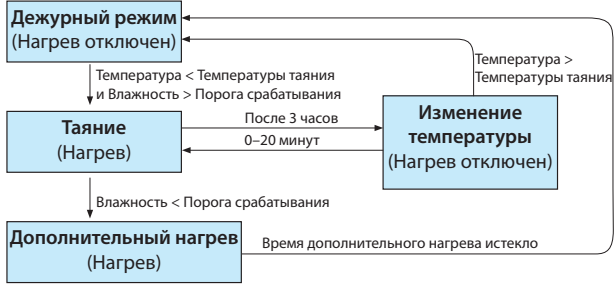 Дежурный режим
(Нагрев отключен)
Температура >
Температуры таяния
Температура < Температуры таяния
и Влажность > Порога срабатывания
Таяние
(Нагрев)
После 3 часов
0–20 минут
Изменение
температуры
(Нагрев отключен)
Влажность < Порога срабатывания
Дополнительный нагрев
(Нагрев)
Время дополнительного нагрева истекло